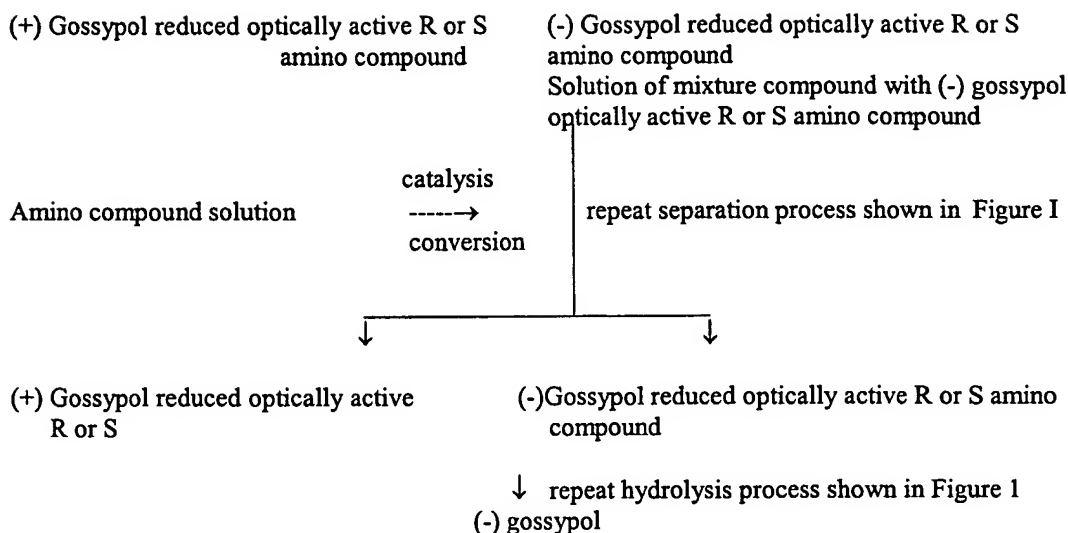 (+) Gossypol reduced optically active R or S
amino compound
(-) Gossypol reduced optically active R or S
amino compound
Solution of mixture compound with (-) gossypol
optically active R or S amino compound
Amino compound solution
catalysis
------→
conversion
repeat separation process shown in Figure I
↓ ↓
(+) Gossypol reduced optically active
R or S
(-)Gossypol reduced optically active R or S amino
compound
↓ repeat hydrolysis process shown in Figure 1
(-) gossypol